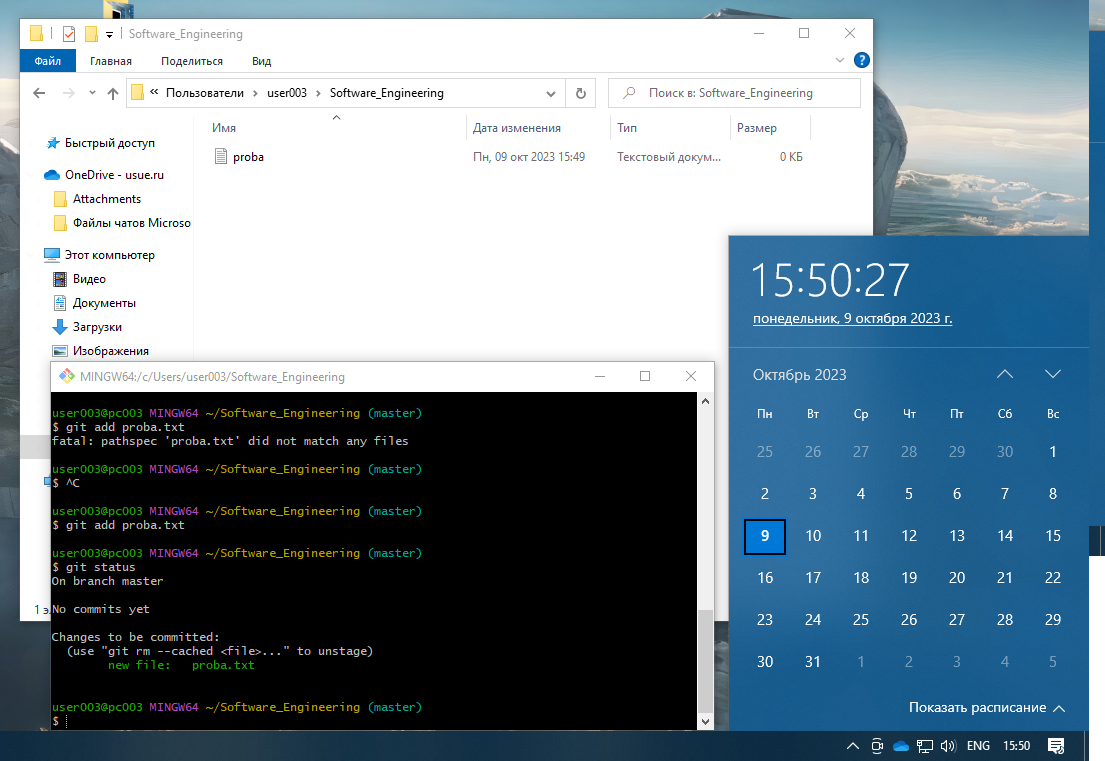 Software_Engineering
Файл Главная Поделиться Вид
« Пользователи › user003 › Software_Engineering
Поиск в: Software_Engineering
Имя Дата изменения Тип Размер
proba Пн, 09 окт 2023 15:49 Текстовый докум... 0 КБ
Быстрый доступ
OneDrive - usue.ru
Attachments
Файлы чатов Microso
Этот компьютер
Видео
Документы
Загрузки
Изображения
1 э
MINGW64:/c/Users/user003/Software_Engineering
user003@pc003 MINGW64 ~/Software_Engineering (master)
$ git add proba.txt
fatal: pathspec 'proba.txt' did not match any files
user003@pc003 MINGW64 ~/Software_Engineering (master)
$ ^C
user003@pc003 MINGW64 ~/Software_Engineering (master)
$ git add proba.txt
user003@pc003 MINGW64 ~/Software_Engineering (master)
$ git status
On branch master
No commits yet
Changes to be committed:
(use "git rm --cached <file>..." to unstage)
new file:   proba.txt
user003@pc003 MINGW64 ~/Software_Engineering (master)
$
15:50:27
понедельник, 9 октября 2023 г.
Октябрь 2023
Пн Вт Ср Чт Пт Сб Вс
25 26 27 28 29 30 1
2 3 4 5 6 7 8
9 10 11 12 13 14 15
16 17 18 19 20 21 22
23 24 25 26 27 28 29
30 31 1 2 3 4 5
Показать расписание
ENG 15:50